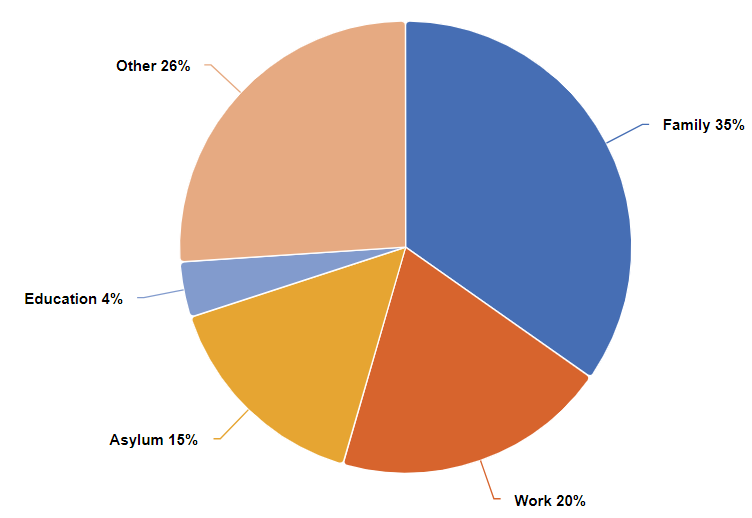 Other 26%
Family 35%
Education 4%
Asylum 15%
Work 20%